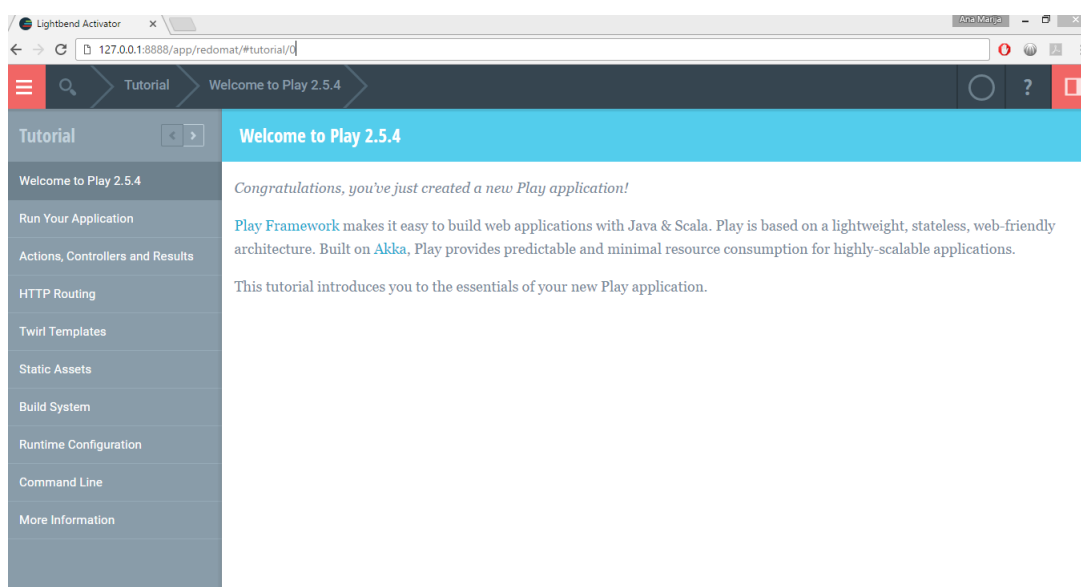 Lightbend Activator
Ana Marija
127.0.0.1:8888/app/redomat/#tutorial/0
Tutorial
Welcome to Play 2.5.4
?
Tutorial
Welcome to Play 2.5.4
Welcome to Play 2.5.4
Run Your Application
Actions, Controllers and Results
HTTP Routing
Twirl Templates
Static Assets
Build System
Runtime Configuration
Command Line
More Information
Congratulations, you've just created a new Play application!
Play Framework makes it easy to build web applications with Java & Scala. Play is based on a lightweight, stateless, web-friendly
architecture. Built on Akka, Play provides predictable and minimal resource consumption for highly-scalable applications.
This tutorial introduces you to the essentials of your new Play application.